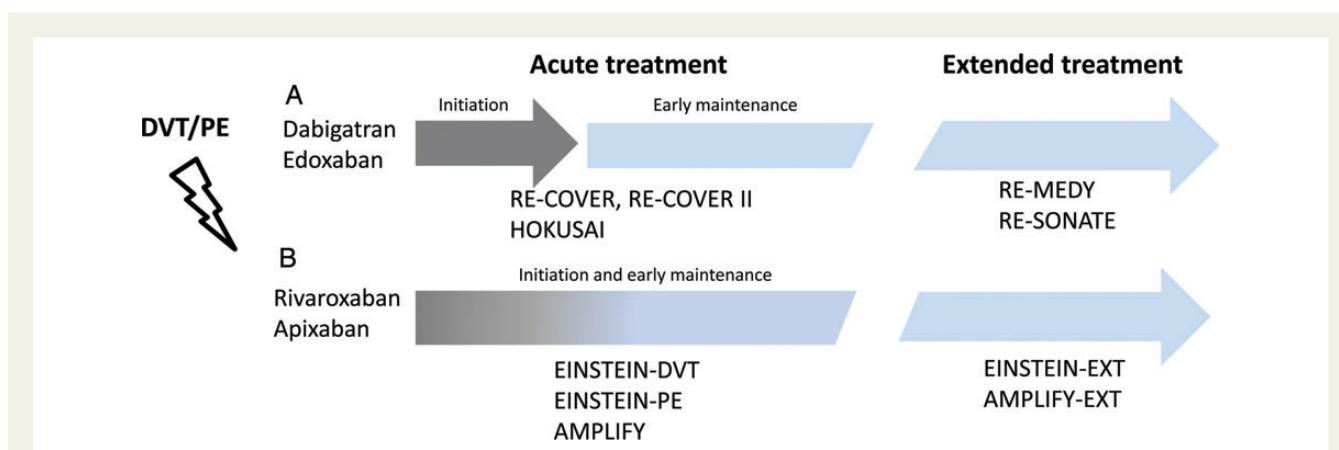 Acute treatment
Extended treatment
DVT/PE
A
Dabigatran
Edoxaban
Initiation
Early maintenance
RE-COVER, RE-COVER II
HOKUSAI
RE-MEDY
RE-SONATE
B
Rivaroxaban
Apixaban
Initiation and early maintenance
EINSTEIN-DVT
EINSTEIN-PE
AMPLIFY
EINSTEIN-EXT
AMPLIFY-EXT